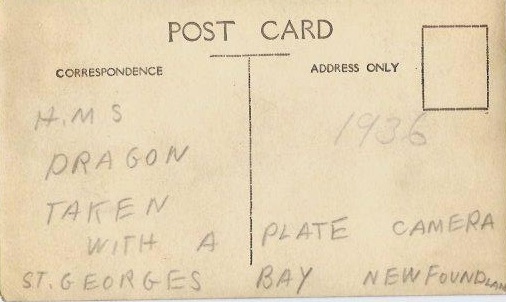 POST CARD
CORRESPONDENCE
ADDRESS ONLY
H.M S
DRAGON
1936
TAKEN
WITH A PLATE CAMERA
ST. GEORGES BAY NEWFOUNDLAND